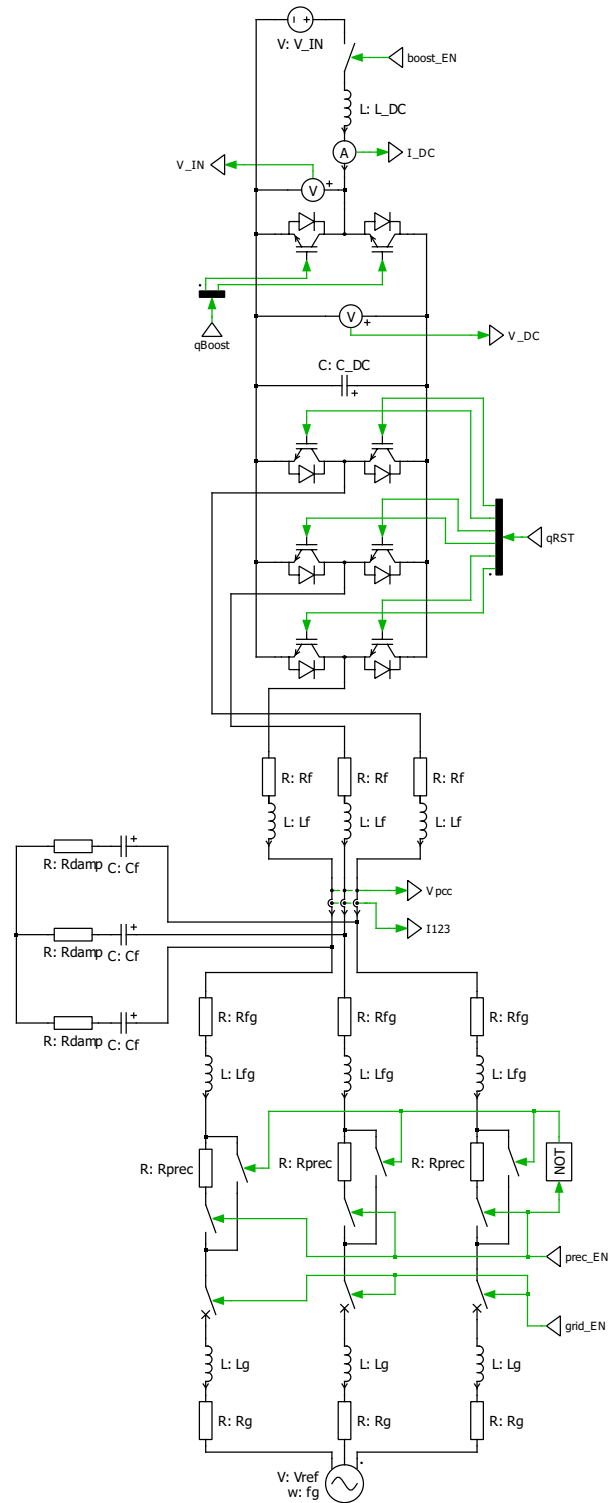 V: V_IN
boost_EN
L: L_DC
A
I_DC
V_IN
V
qBoost
V
V_DC
C: C_DC
qRST
R: Rf
R: Rf
R: Rf
L: Lf
L: Lf
L: Lf
R: Rdamp
C: Cf
Vpcc
I123
R: Rdamp
C: Cf
R: Rdamp
C: Cf
R: Rfg
R: Rfg
R: Rfg
L: Lfg
L: Lfg
L: Lfg
R: Rprec
R: Rprec
R: Rprec
NOT
prec_EN
grid_EN
L: Lg
L: Lg
L: Lg
R: Rg
R: Rg
R: Rg
V: Vref
w: fg